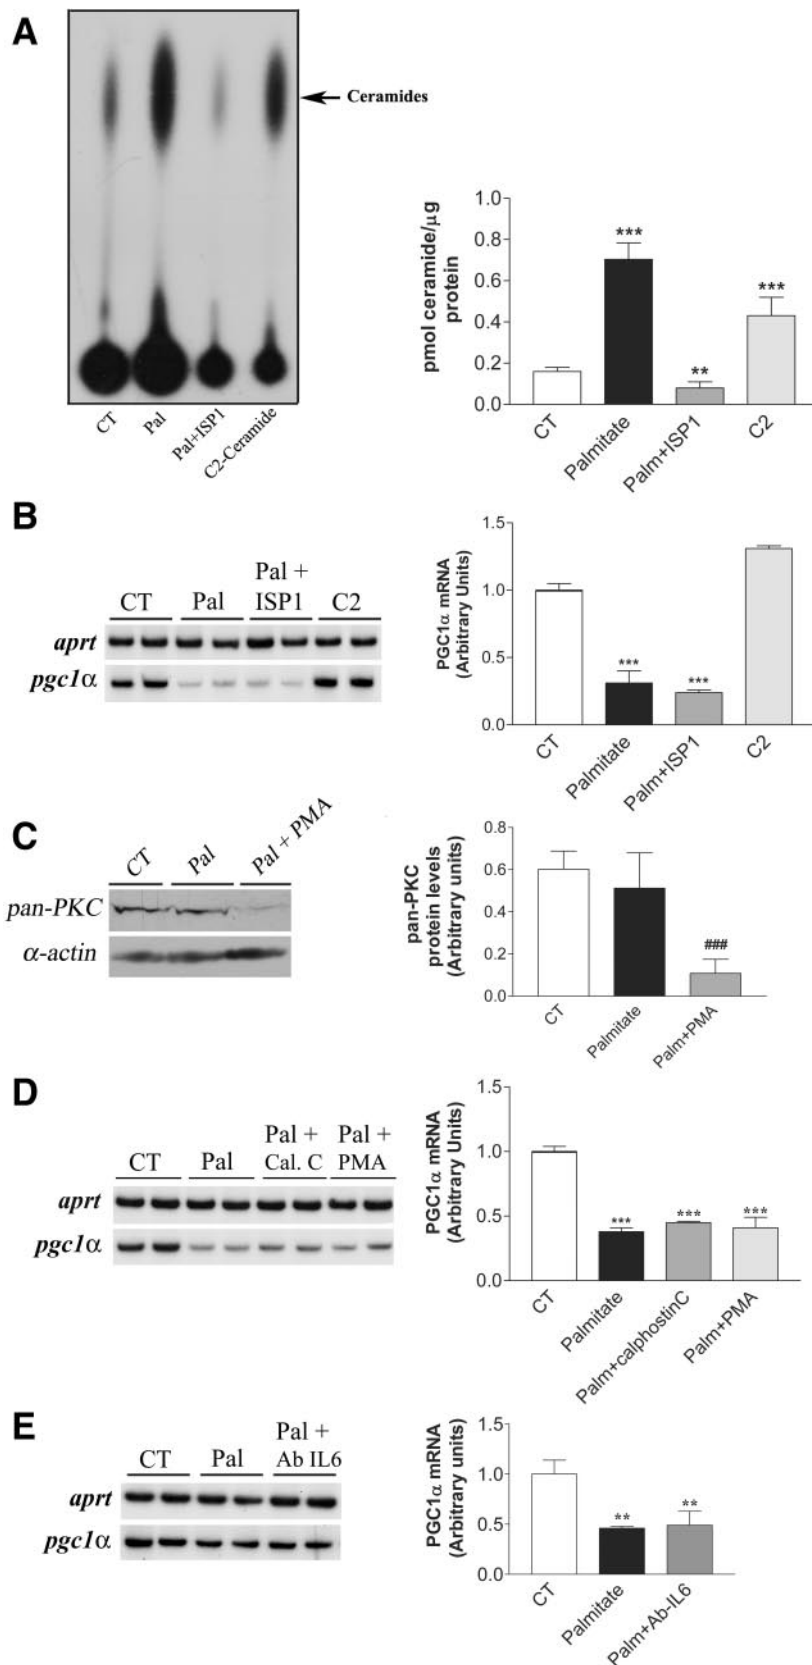 A
Ceramides
CT
Pal
Pal+ISP1
C2-Ceramide
pmol ceramide/μg
protein
1.0
0.8
0.6
0.4
0.2
0.0
***
**
***
CT
Palmitate
Palm+ISP1
C2
B
CT
Pal
Pal +
ISP1
C2
aprt
pgc1α
PGC1α mRNA
(Arbitrary Units)
1.5
1.0
0.5
0.0
***
***
CT
Palmitate
Palm+ISP1
C2
C
CT
Pal
Pal + PMA
pan-PKC
α-actin
pan-PKC
protein levels
(Arbitrary units)
0.8
0.6
0.4
0.2
0.0
###
CT
Palmitate
Palm+PMA
D
CT
Pal
Pal +
Cal. C
Pal +
PMA
aprt
pgc1α
PGC1α mRNA
(Arbitrary Units)
1.5
1.0
0.5
0.0
***
***
***
CT
Palmitate
Palm+calphostinC
Palm+PMA
E
CT
Pal
Pal +
Ab IL6
aprt
pgc1α
PGC1α mRNA
(Arbitrary units)
1.5
1.0
0.5
0.0
**
**
CT
Palmitate
Palm+Ab-IL6